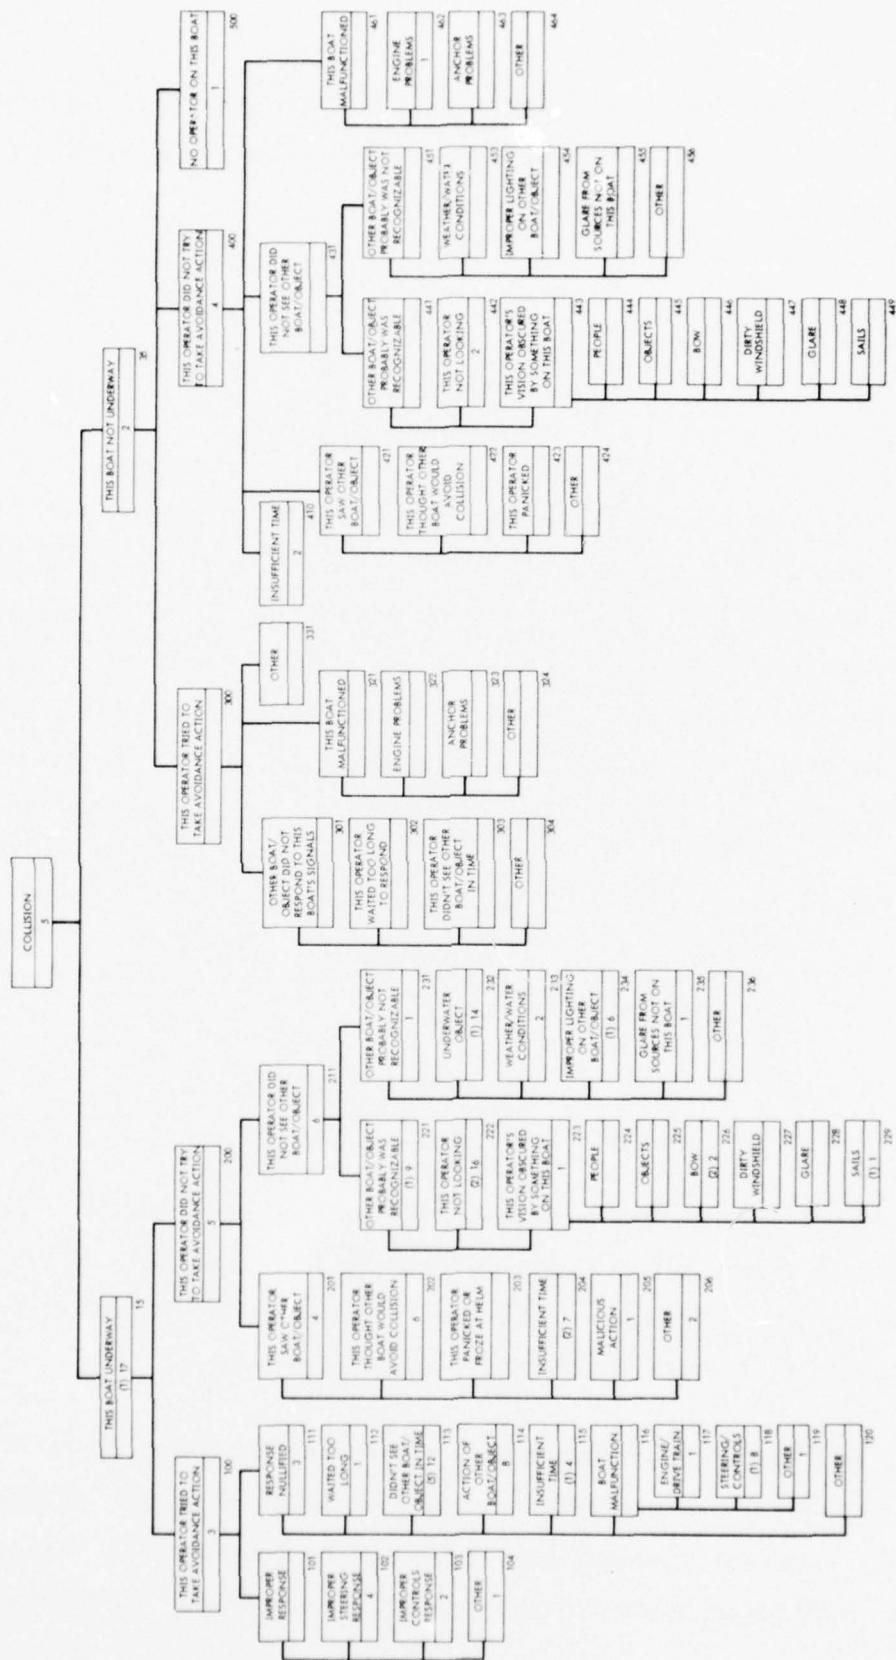 COLLISION
5
THIS BOAT UNDERWAY
(1) 17
15
THIS OPERATOR TRIED TO
TAKE AVOIDANCE ACTION
3
100
IMPROPER
RESPONSE
101
IMPROPER
STEERING
RESPONSE
4
102
IMPROPER
CONTROLS
RESPONSE
2
103
OTHER
1
104
RESPONSE
NULLIFIED
3
111
WAITED TOO
LONG
1
112
DIDN'T SEE
OTHER BOAT/
OBJECT IN TIME
(5) 12
113
ACTION OF
OTHER
BOAT/OBJECT
8
114
INSUFFICIENT
TIME
(1) 4
115
BOAT
MALFUNCTION
116
ENGINE/
DRIVE TRAIN
1
117
STEERING/
CONTROLS
(1) 8
118
OTHER
1
119
OTHER
120
THIS OPERATOR DID NOT TRY
TO TAKE AVOIDANCE ACTION
5
200
THIS OPERATOR
SAW OTHER
BOAT/OBJECT
4
201
THIS OPERATOR
THOUGHT OTHER
BOAT WOULD
AVOID COLLISION
6
202
THIS OPERATOR
PANICKED OR
FROZE AT HELM
203
INSUFFICIENT TIME
(2) 7
204
MALICIOUS
ACTION
1
205
OTHER
2
206
THIS OPERATOR DID
NOT SEE OTHER
BOAT/OBJECT
6
211
OTHER BOAT/OBJECT
PROBABLY WAS
RECOGNIZABLE
(1) 9
221
THIS OPERATOR
NOT LOOKING
(2) 16
222
THIS OPERATOR'S
VISION OBSCURED
BY SOMETHING
ON THIS BOAT
1
223
PEOPLE
224
OBJECTS
225
BOW
(2) 2
226
DIRTY
WINDSHIELD
227
GLARE
228
SAILS
(1) 1
229
OTHER BOAT/OBJECT
PROBABLY NOT
RECOGNIZABLE
1
231
UNDERWATER
OBJECT
(1) 14
232
WEATHER/WATER
CONDITIONS
2
233
IMPROPER LIGHTING
ON OTHER
BOAT/OBJECT
(1) 6
234
GLARE FROM
SOURCES NOT ON
THIS BOAT
1
235
OTHER
236
THIS BOAT NOT UNDERWAY
2
35
THIS OPERATOR TRIED TO
TAKE AVOIDANCE ACTION
300
OTHER BOAT/
OBJECT DID NOT
RESPOND TO THIS
BOAT'S SIGNALS
301
THIS OPERATOR
WAITED TOO LONG
TO RESPOND
302
THIS OPERATOR
DIDN'T SEE OTHER
BOAT/OBJECT
IN TIME
303
OTHER
304
THIS BOAT
MALFUNCTIONED
321
ENGINE PROBLEMS
322
ANCHOR
PROBLEMS
323
OTHER
324
OTHER
331
THIS OPERATOR DID NOT TRY
TO TAKE AVOIDANCE ACTION
4
400
INSUFFICIENT TIME
2
410
THIS OPERATOR
SAW OTHER
BOAT/OBJECT
421
THIS OPERATOR
THOUGHT OTHER
BOAT WOULD
AVOID
COLLISION
422
THIS OPERATOR
PANICKED
423
OTHER
424
THIS OPERATOR DID
NOT SEE OTHER
BOAT/OBJECT
431
OTHER BOAT/OBJECT
PROBABLY WAS
RECOGNIZABLE
441
THIS OPERATOR
NOT LOOKING
2
442
THIS OPERATOR'S
VISION OBSCURED
BY SOMETHING
ON THIS BOAT
443
PEOPLE
444
OBJECTS
445
BOW
446
DIRTY
WINDSHIELD
447
GLARE
448
SAILS
449
OTHER BOAT/OBJECT
PROBABLY WAS NOT
RECOGNIZABLE
451
WEATHER/WATER
CONDITIONS
453
IMPROPER LIGHTING
ON OTHER
BOAT/OBJECT
454
GLARE FROM
SOURCES NOT ON
THIS BOAT
455
OTHER
456
THIS BOAT
MALFUNCTIONED
461
ENGINE
PROBLEMS
1
462
ANCHOR
PROBLEMS
463
OTHER
464
NO OPERATOR ON THIS BOAT
1
500